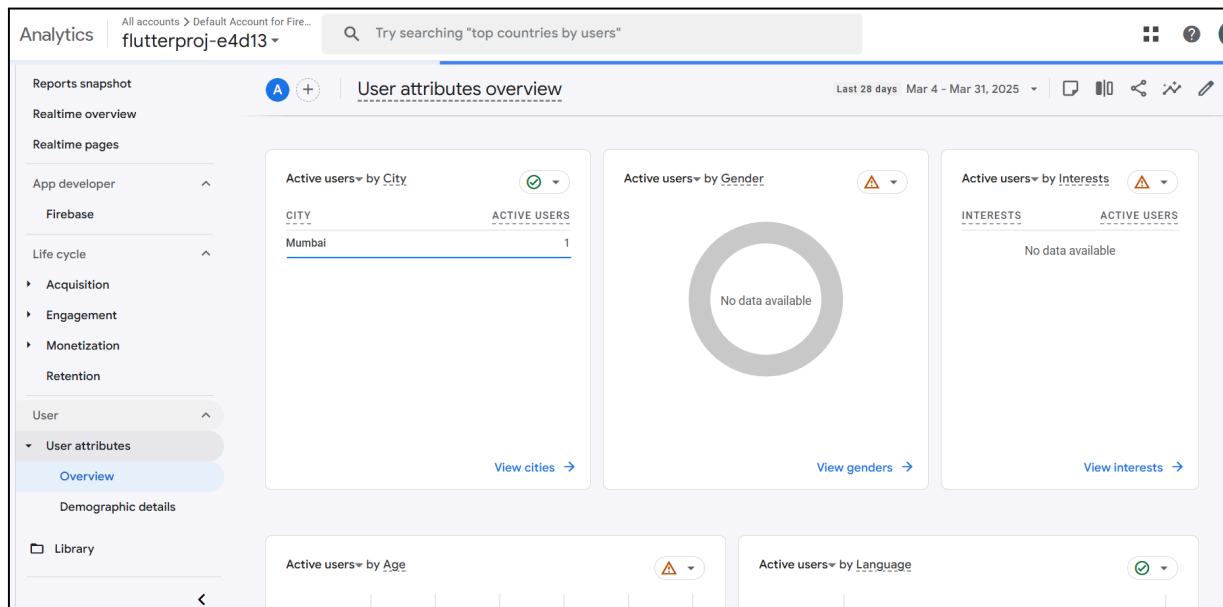 Analytics
All accounts > Default Account for Fire...
flutterproj-e4d13
Try searching "top countries by users"
Reports snapshot
Realtime overview
Realtime pages
App developer
Firebase
Life cycle
Acquisition
Engagement
Monetization
Retention
User
User attributes
Overview
Demographic details
Library
A
User attributes overview
Last 28 days Mar 4 - Mar 31, 2025
Active users by City
CITY ACTIVE USERS
Mumbai 1
View cities
Active users by Gender
No data available
View genders
Active users by Interests
INTERESTS ACTIVE USERS
No data available
View interests
Active users by Age
Active users by Language